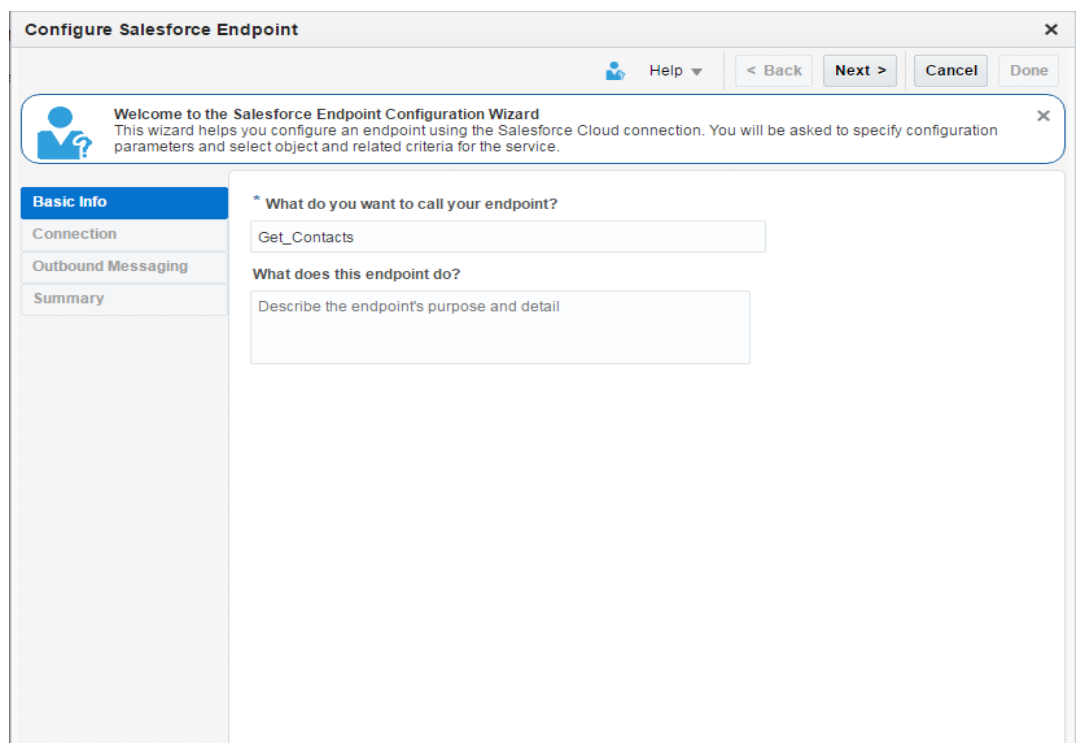 Configure Salesforce Endpoint
Help
< Back
Next >
Cancel
Done
Welcome to the Salesforce Endpoint Configuration Wizard
This wizard helps you configure an endpoint using the Salesforce Cloud connection. You will be asked to specify configuration
parameters and select object and related criteria for the service.
Basic Info
Connection
Outbound Messaging
Summary
* What do you want to call your endpoint?
Get_Contacts
What does this endpoint do?
Describe the endpoint's purpose and detail